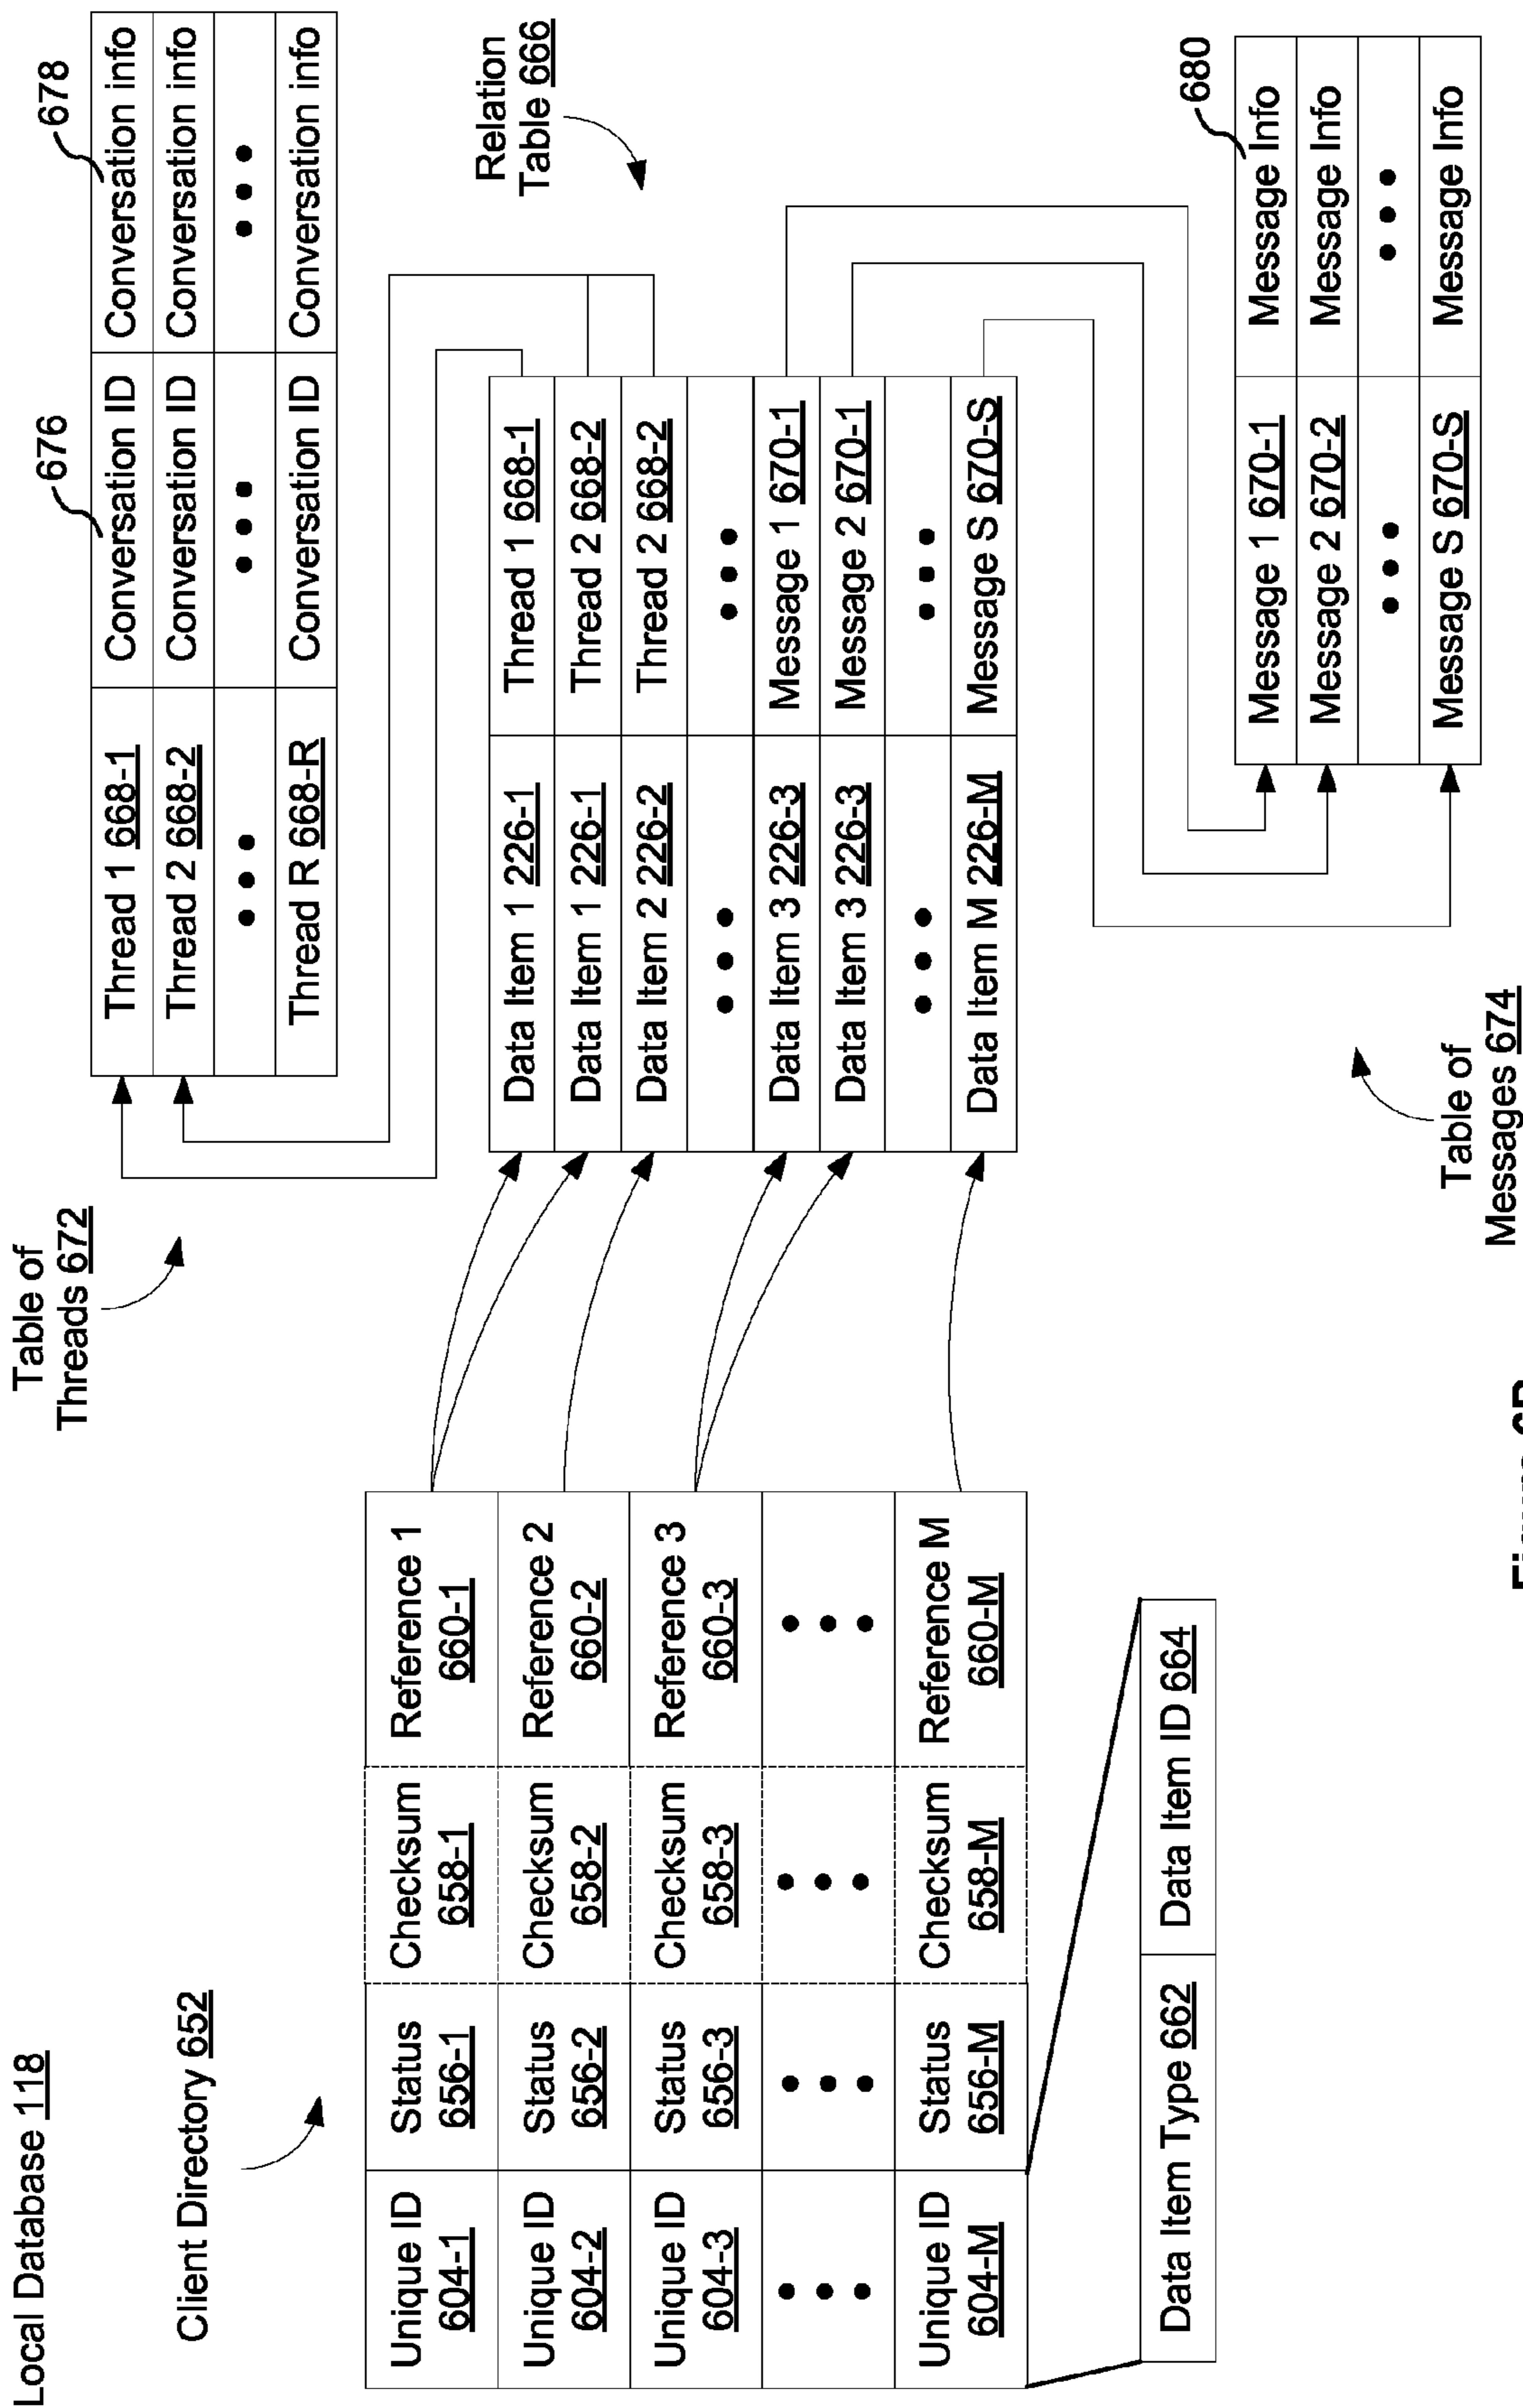 Local Database 118
Client Directory 652
Unique ID 604-1
Status 656-1
Checksum 658-1
Reference 1 660-1
Unique ID 604-2
Status 656-2
Checksum 658-2
Reference 2 660-2
Unique ID 604-3
Status 656-3
Checksum 658-3
Reference 3 660-3
Unique ID 604-M
Status 656-M
Checksum 658-M
Reference M 660-M
Data Item Type 662
Data Item ID 664
Table of
Threads 672
676
678
Thread 1 668-1
Conversation ID
Conversation info
Thread 2 668-2
Conversation ID
Conversation info
Thread R 668-R
Conversation ID
Conversation info
Relation
Table 666
Data Item 1 226-1
Thread 1 668-1
Data Item 1 226-1
Thread 2 668-2
Data Item 2 226-2
Thread 2 668-2
Data Item 3 226-3
Message 1 670-1
Data Item 3 226-3
Message 2 670-1
Data Item M 226-M
Message S 670-S
680
Message 1 670-1
Message Info
Message 2 670-2
Message Info
Message S 670-S
Message Info
Table of
Messages 674